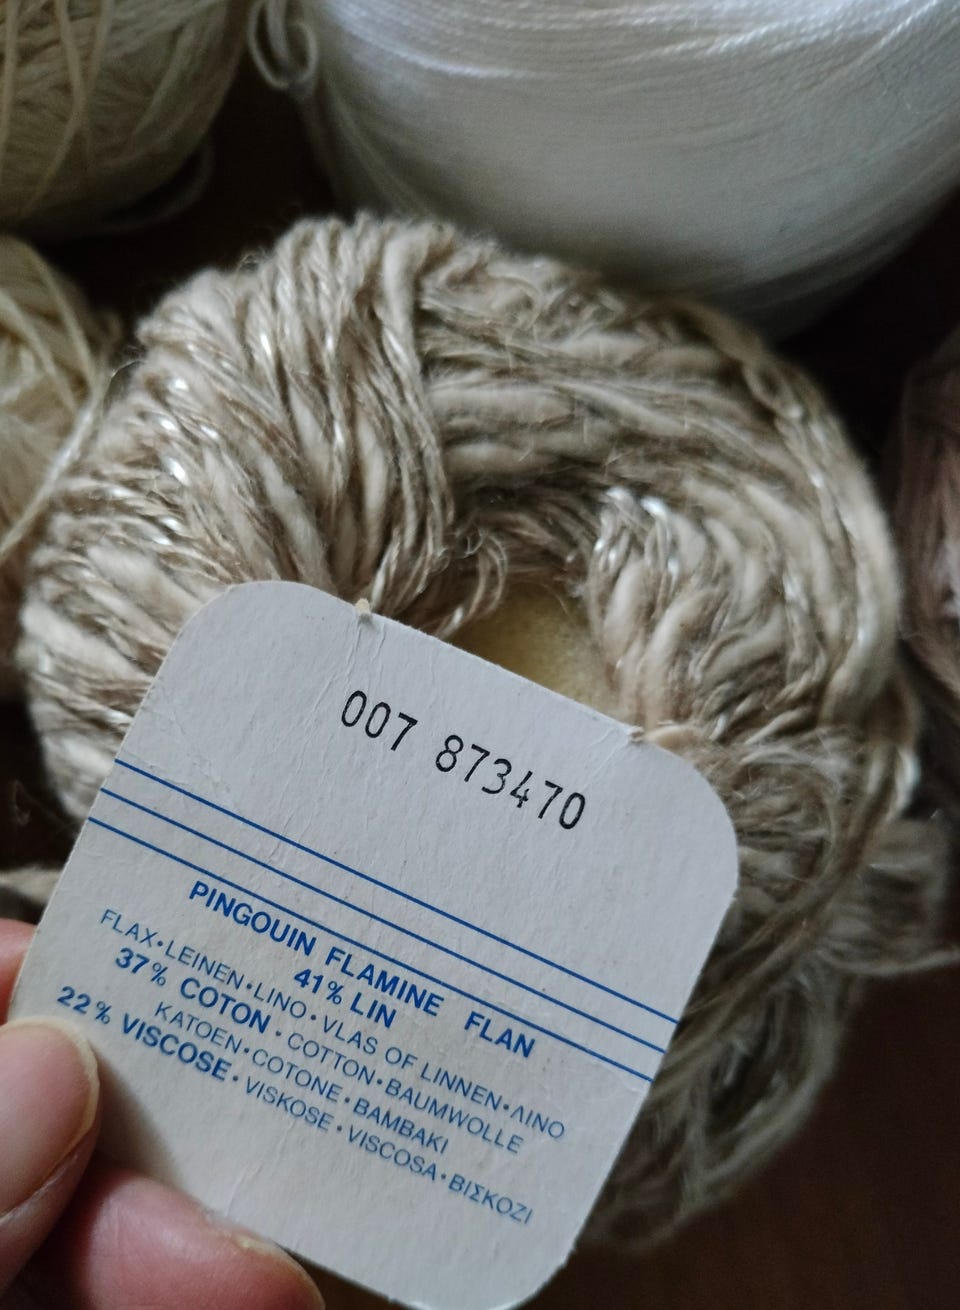 007 873470
PINGOUIN FLAMINE FLAN
41% LIN
FLAX•LEINEN•LINO•VLAS OF LINNEN•ΛΙΝΟ
37% COTON•COTTON•BAUMWOLLE
KATOEN•COTONE•BAMBAKI
22% VISCOSE•VISKOSE•VISCOSA•ΒΙΣΚΟΖΙ